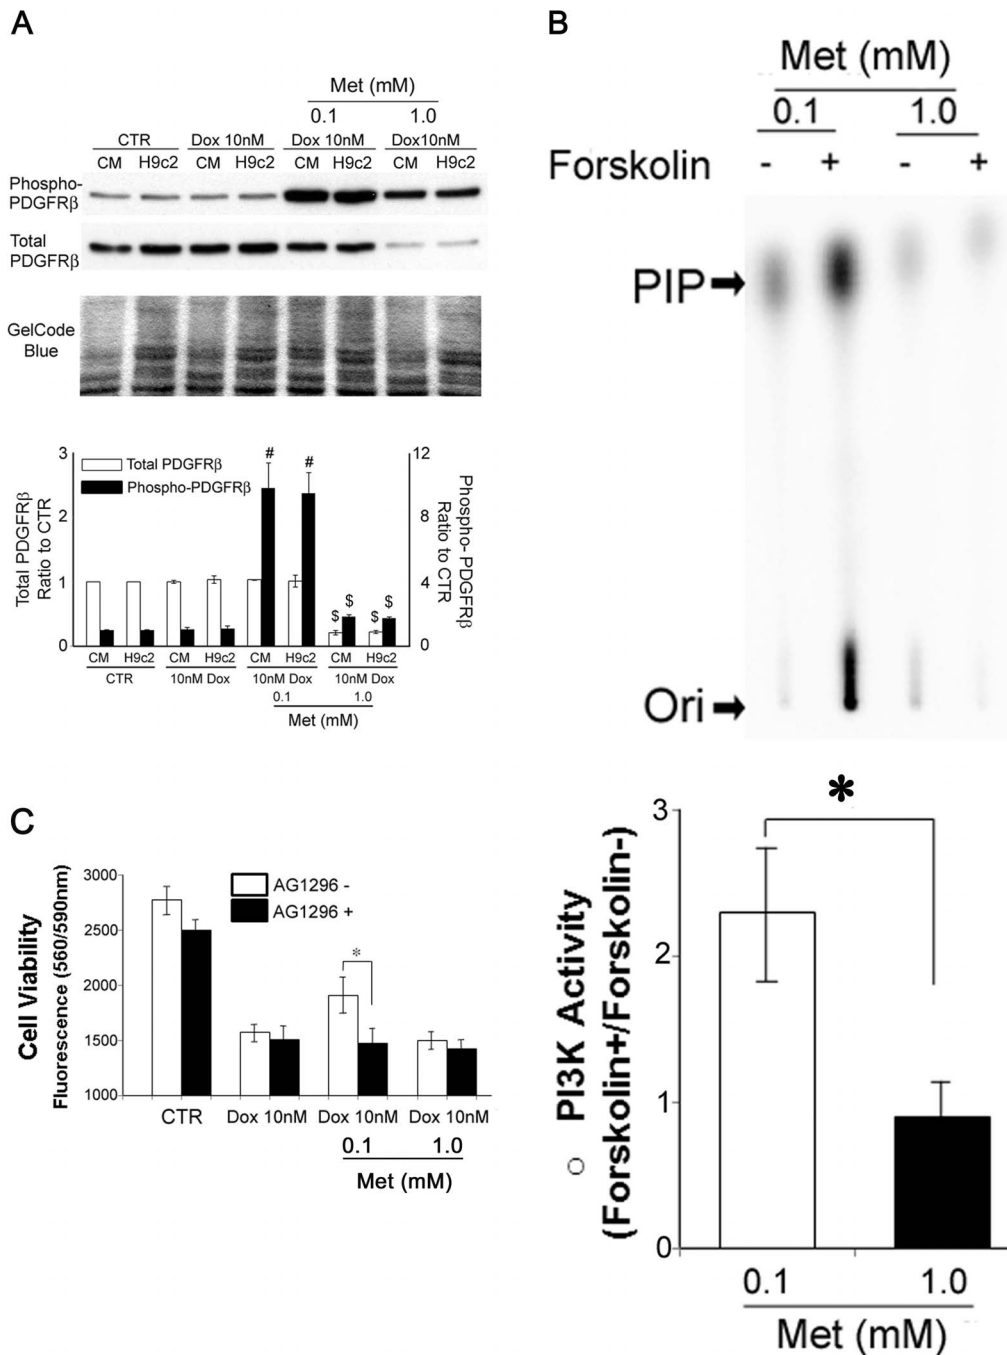 A
Met (mM)
0.1 1.0
CTR Dox 10nM Dox 10nM Dox10nM
CM H9c2 CM H9c2 CM H9c2 CM H9c2
Phospho-
PDGFRβ
Total
PDGFRβ
GelCode
Blue
3 12
Total PDGFRβ
Phospho-PDGFRβ
# #
2 8
Total PDGFRβ
Ratio to CTR
Phospho- PDGFRβ
Ratio to CTR
1 4
$ $ $ $
0 0
CM H9c2 CM H9c2 CM H9c2 CM H9c2
CTR 10nM Dox 10nM Dox 10nM Dox
0.1 1.0
Met (mM)
B
Met (mM)
0.1 1.0
Forskolin - + - +
PIP
Ori
*
3
2
1
0
PI3K Activity
(Forskolin+/Forskolin-)
0.1 1.0
Met (mM)
C
3000
2500
2000
1500
1000
Cell Viability
Fluorescence (560/590nm)
AG1296 -
AG1296 +
*
CTR Dox 10nM Dox 10nM Dox 10nM
0.1 1.0
Met (mM)